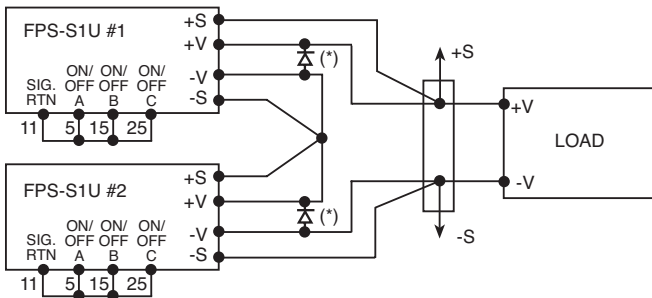 FPS-S1U #1
+S
+V
-V
-S
SIG. RTN
ON/ OFF A
ON/ OFF B
ON/ OFF C
11 5 15 25
(*)
+S
+V
LOAD
-V
-S
FPS-S1U #2
+S
+V
-V
-S
SIG. RTN
ON/ OFF A
ON/ OFF B
ON/ OFF C
11 5 15 25
(*)